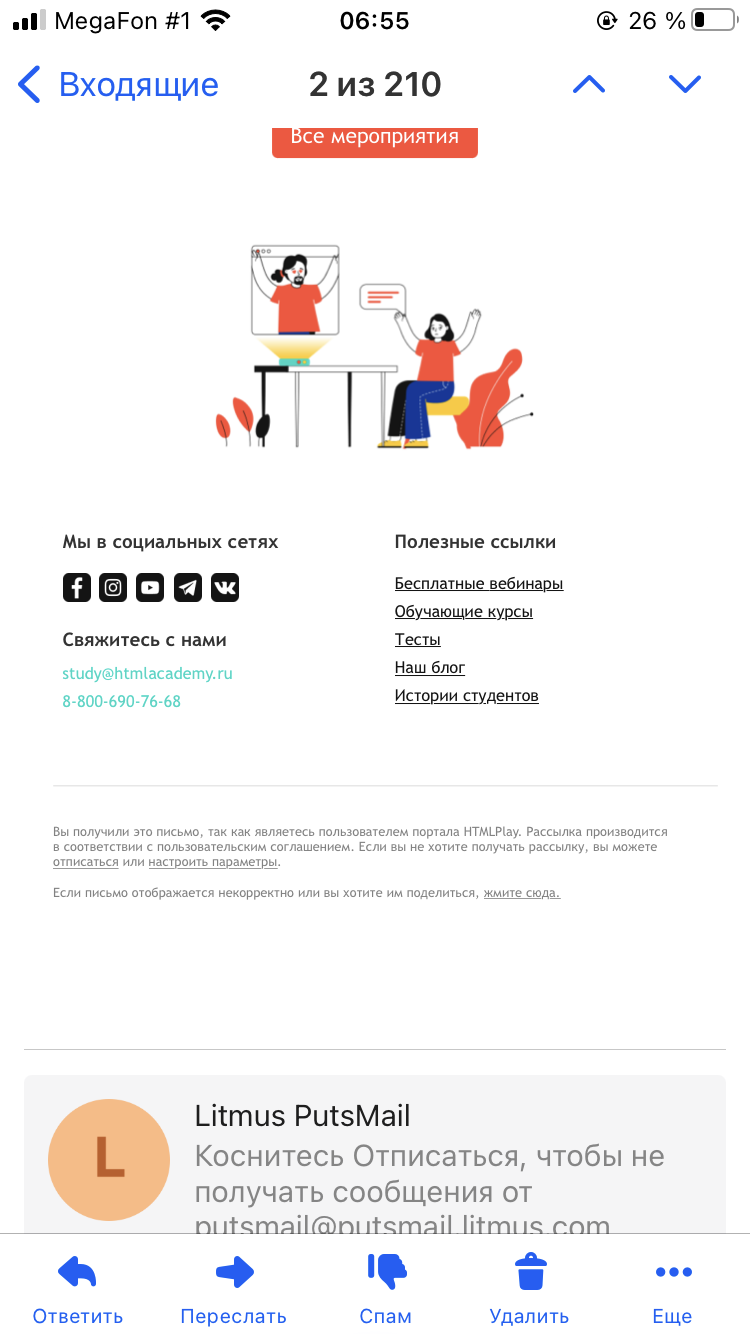 MegaFon #1
06:55
26 %
Входящие
2 из 210
Все мероприятия
Мы в социальных сетях
Свяжитесь с нами
study@htmlacademy.ru
8-800-690-76-68
Полезные ссылки
Бесплатные вебинары
Обучающие курсы
Тесты
Наш блог
Истории студентов
Вы получили это письмо, так как являетесь пользователем портала HTMLPlay. Рассылка производится
в соответствии с пользовательским соглашением. Если вы не хотите получать рассылку, вы можете
отписаться или настроить параметры.
Если письмо отображается некорректно или вы хотите им поделиться, жмите сюда.
L
Litmus PutsMail
Коснитесь Отписаться, чтобы не
получать сообщения от
putsmail@putsmail.litmus.com
Ответить
Переслать
Спам
Удалить
Еще